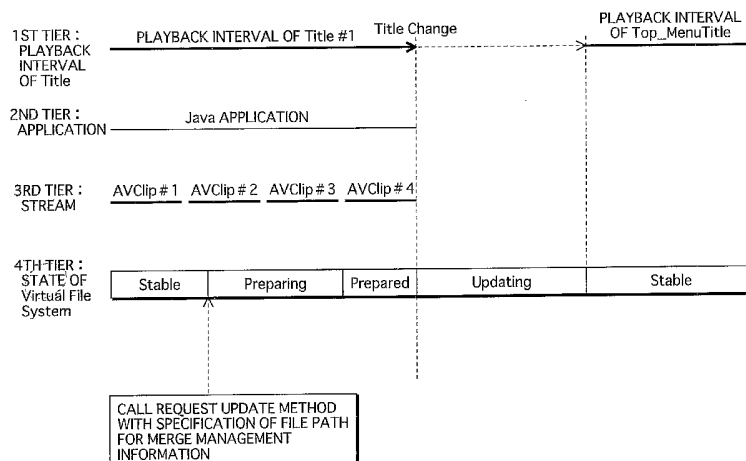 1ST TIER :
PLAYBACK
INTERVAL
OF Title
PLAYBACK INTERVAL OF Title #1
Title Change
PLAYBACK INTERVAL
OF Top_MenuTitle
2ND TIER :
APPLICATION
Java APPLICATION
3RD TIER :
STREAM
AVClip # 1
AVClip # 2
AVClip # 3
AVClip # 4
4TH TIER :
STATE OF
Virtual File
System
Stable
Preparing
Prepared
Updating
Stable
CALL REQUEST UPDATE METHOD
WITH SPECIFICATION OF FILE PATH
FOR MERGE MANAGEMENT
INFORMATION